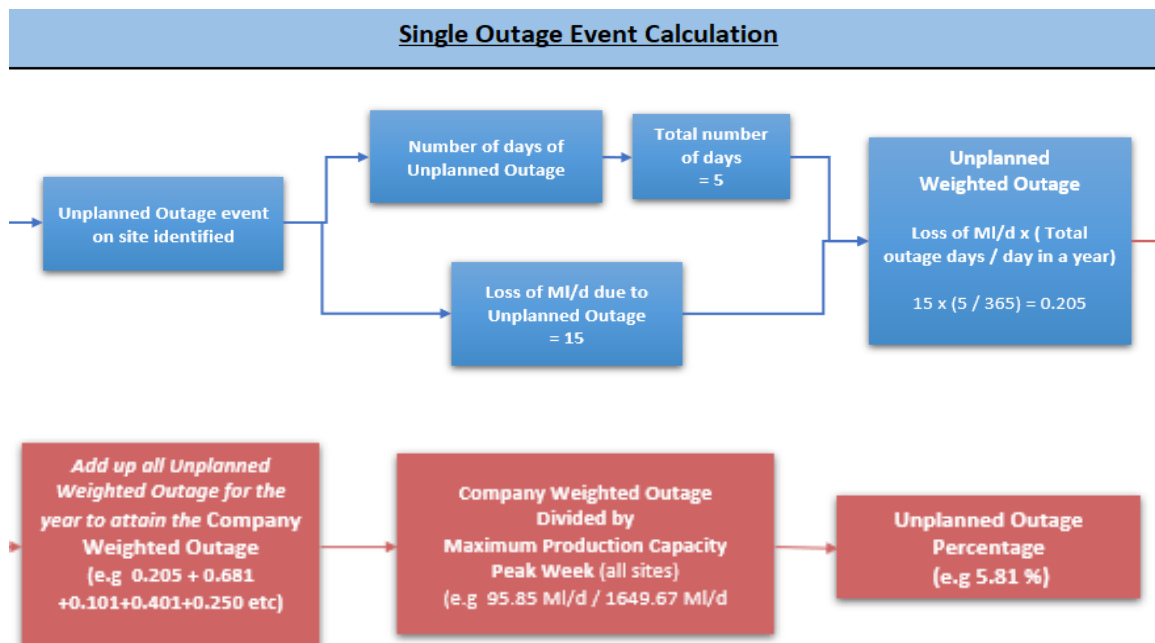 Single Outage Event Calculation
Unplanned Outage event
on site identified
Number of days of
Unplanned Outage
Total number
of days
= 5
Loss of Ml/d due to
Unplanned Outage
= 15
Unplanned
Weighted Outage
Loss of Ml/d x ( Total
outage days / day in a year)
15 x (5 / 365) = 0.205
Add up all Unplanned
Weighted Outage for the
year to attain the Company
Weighted Outage
(e.g 0.205 + 0.681
+0.101+0.401+0.250 etc)
Company Weighted Outage
Divided by
Maximum Production Capacity
Peak Week (all sites)
(e.g 95.85 Ml/d / 1649.67 Ml/d
Unplanned Outage
Percentage
(e.g 5.81 %)